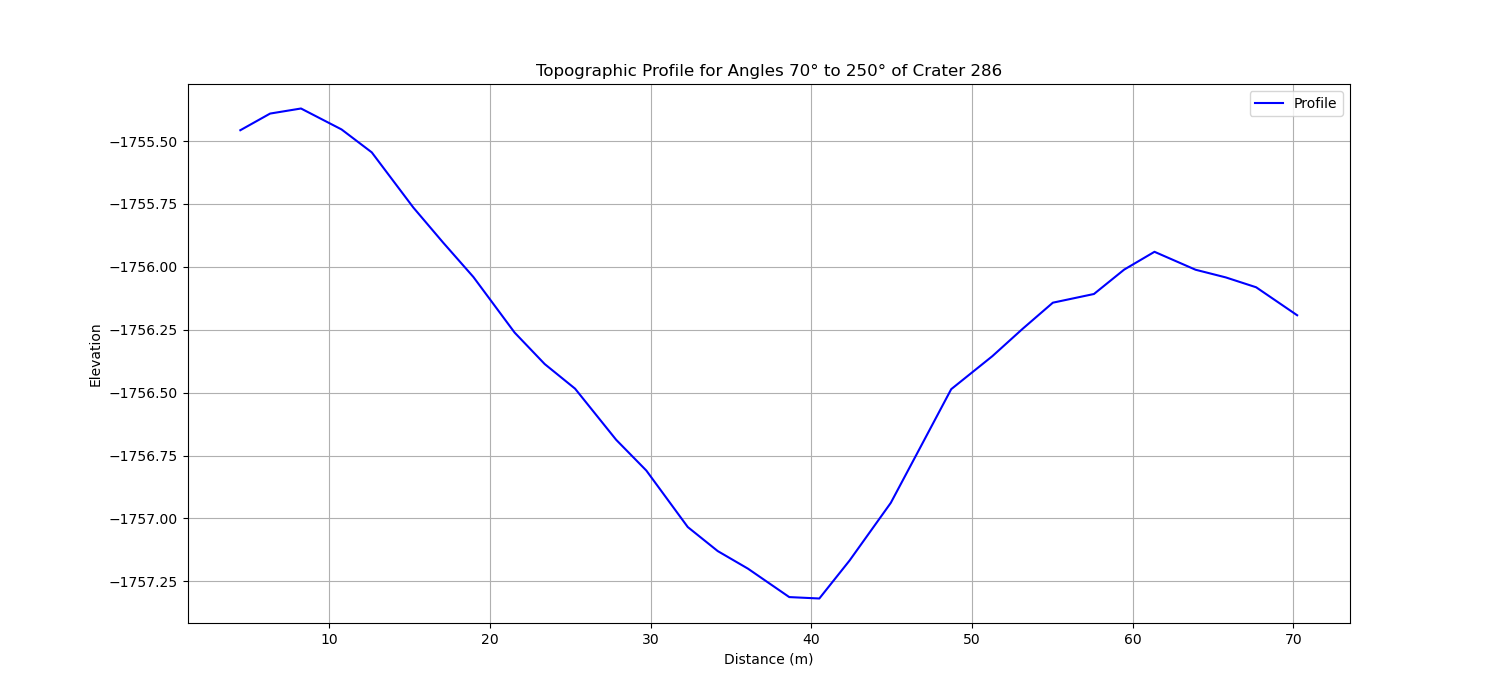 Topographic Profile for Angles 70° to 250° of Crater 286
Profile
−1755.50
−1755.75
−1756.00
−1756.25
−1756.50
−1756.75
−1757.00
−1757.25
Elevation
10 20 30 40 50 60 70
Distance (m)